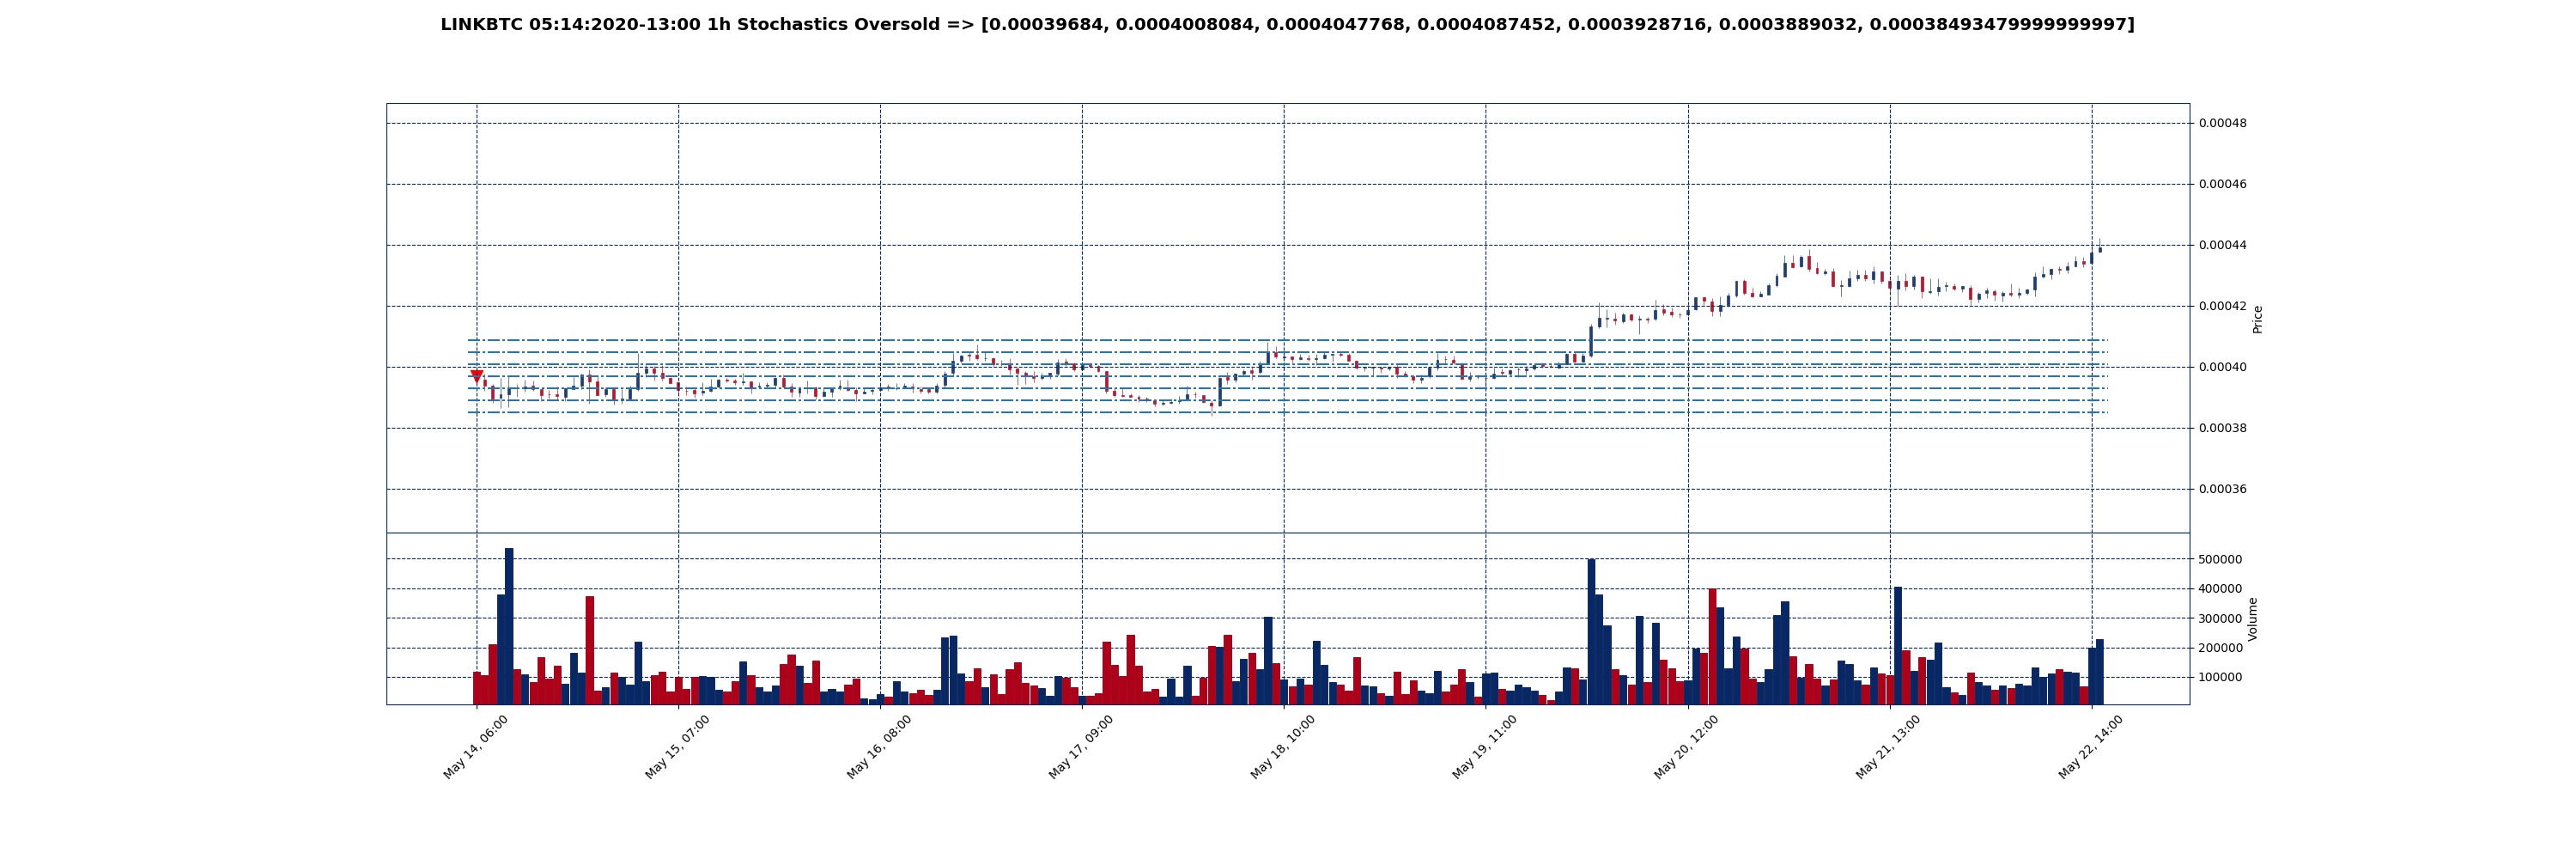 LINKBTC 05:14:2020-13:00 1h Stochastics Oversold => [0.00039684, 0.0004008084, 0.0004047768, 0.0004087452, 0.0003928716, 0.0003889032, 0.00038493479999999997]
0.00048
0.00046
0.00044
0.00042
0.00040
0.00038
0.00036
Price
500000
400000
300000
200000
100000
Volume
May 14, 06:00
May 15, 07:00
May 16, 08:00
May 17, 09:00
May 18, 10:00
May 19, 11:00
May 20, 12:00
May 21, 13:00
May 22, 14:00